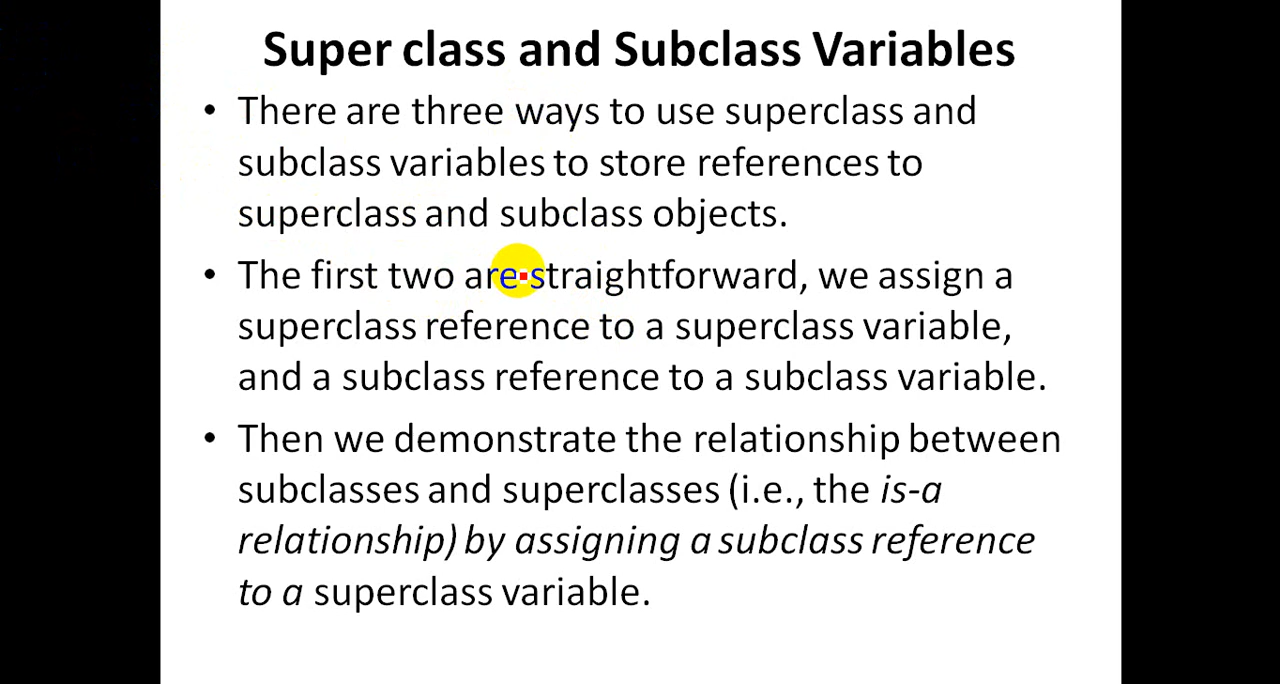 Super class and Subclass Variables
• There are three ways to use superclass and
subclass variables to store references to
superclass and subclass objects.
• The first two are straightforward, we assign a
superclass reference to a superclass variable,
and a subclass reference to a subclass variable.
• Then we demonstrate the relationship between
subclasses and superclasses (i.e., the is-a
relationship) by assigning a subclass reference
to a superclass variable.